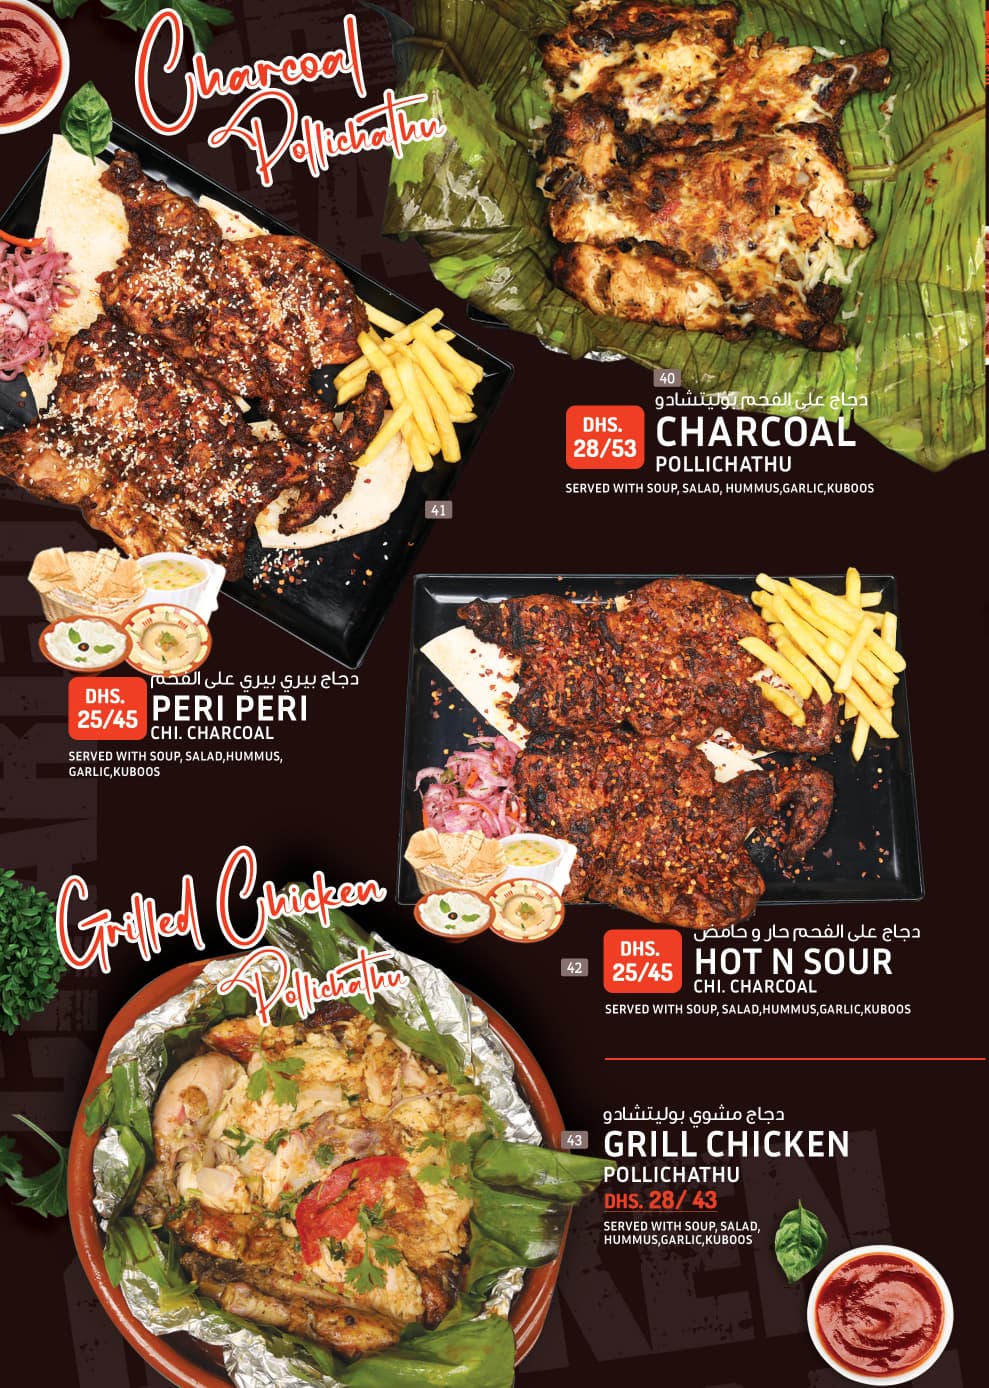 Charcoal
Pollichathu
40
دجاج على الفحم بوليتشادو
DHS.
28/53
CHARCOAL
POLLICHATHU
SERVED WITH SOUP, SALAD, HUMMUS,GARLIC,KUBOOS
41
دجاج بيري بيري على الفحم
DHS.
25/45
PERI PERI
CHI. CHARCOAL
SERVED WITH SOUP, SALAD,HUMMUS,
GARLIC,KUBOOS
42
دجاج على الفحم حار و حامض
DHS.
25/45
HOT N SOUR
CHI. CHARCOAL
SERVED WITH SOUP, SALAD,HUMMUS,GARLIC,KUBOOS
Grilled Chicken
Pollichathu
43
دجاج مشوي بوليتشادو
GRILL CHICKEN
POLLICHATHU
DHS. 28/ 43
SERVED WITH SOUP, SALAD,
HUMMUS,GARLIC,KUBOOS